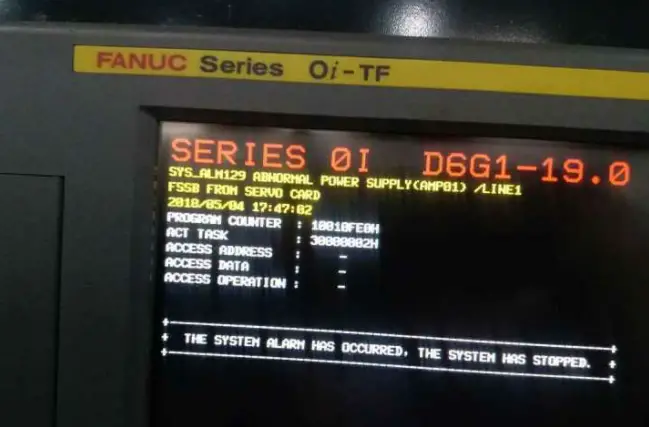 FANUC Series 0i-TF
SERIES 0I D6G1-19.0
SYS_ALM129 ABNORMAL POWER SUPPLY(AMP01) /LINE1
FSSB FROM SERVO CARD
2018/05/04 17:47:02
PROGRAM COUNTER : 10010FE0H
ACT TASK : 30000002H
ACCESS ADDRESS : -
ACCESS DATA : -
ACCESS OPERATION : -
THE SYSTEM ALARM HAS OCCURRED, THE SYSTEM HAS STOPPED.